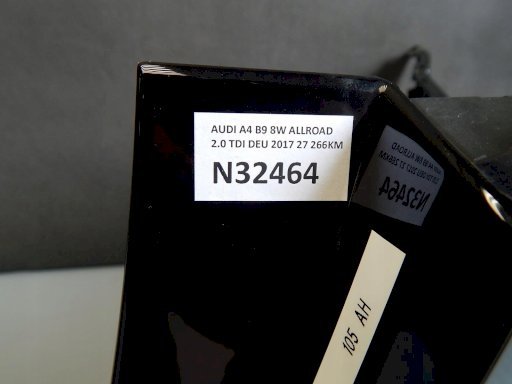 AUDI A4 B9 8W ALLROAD
2.0 TDI DEU 2017 27 266KM
N32464
105 AH